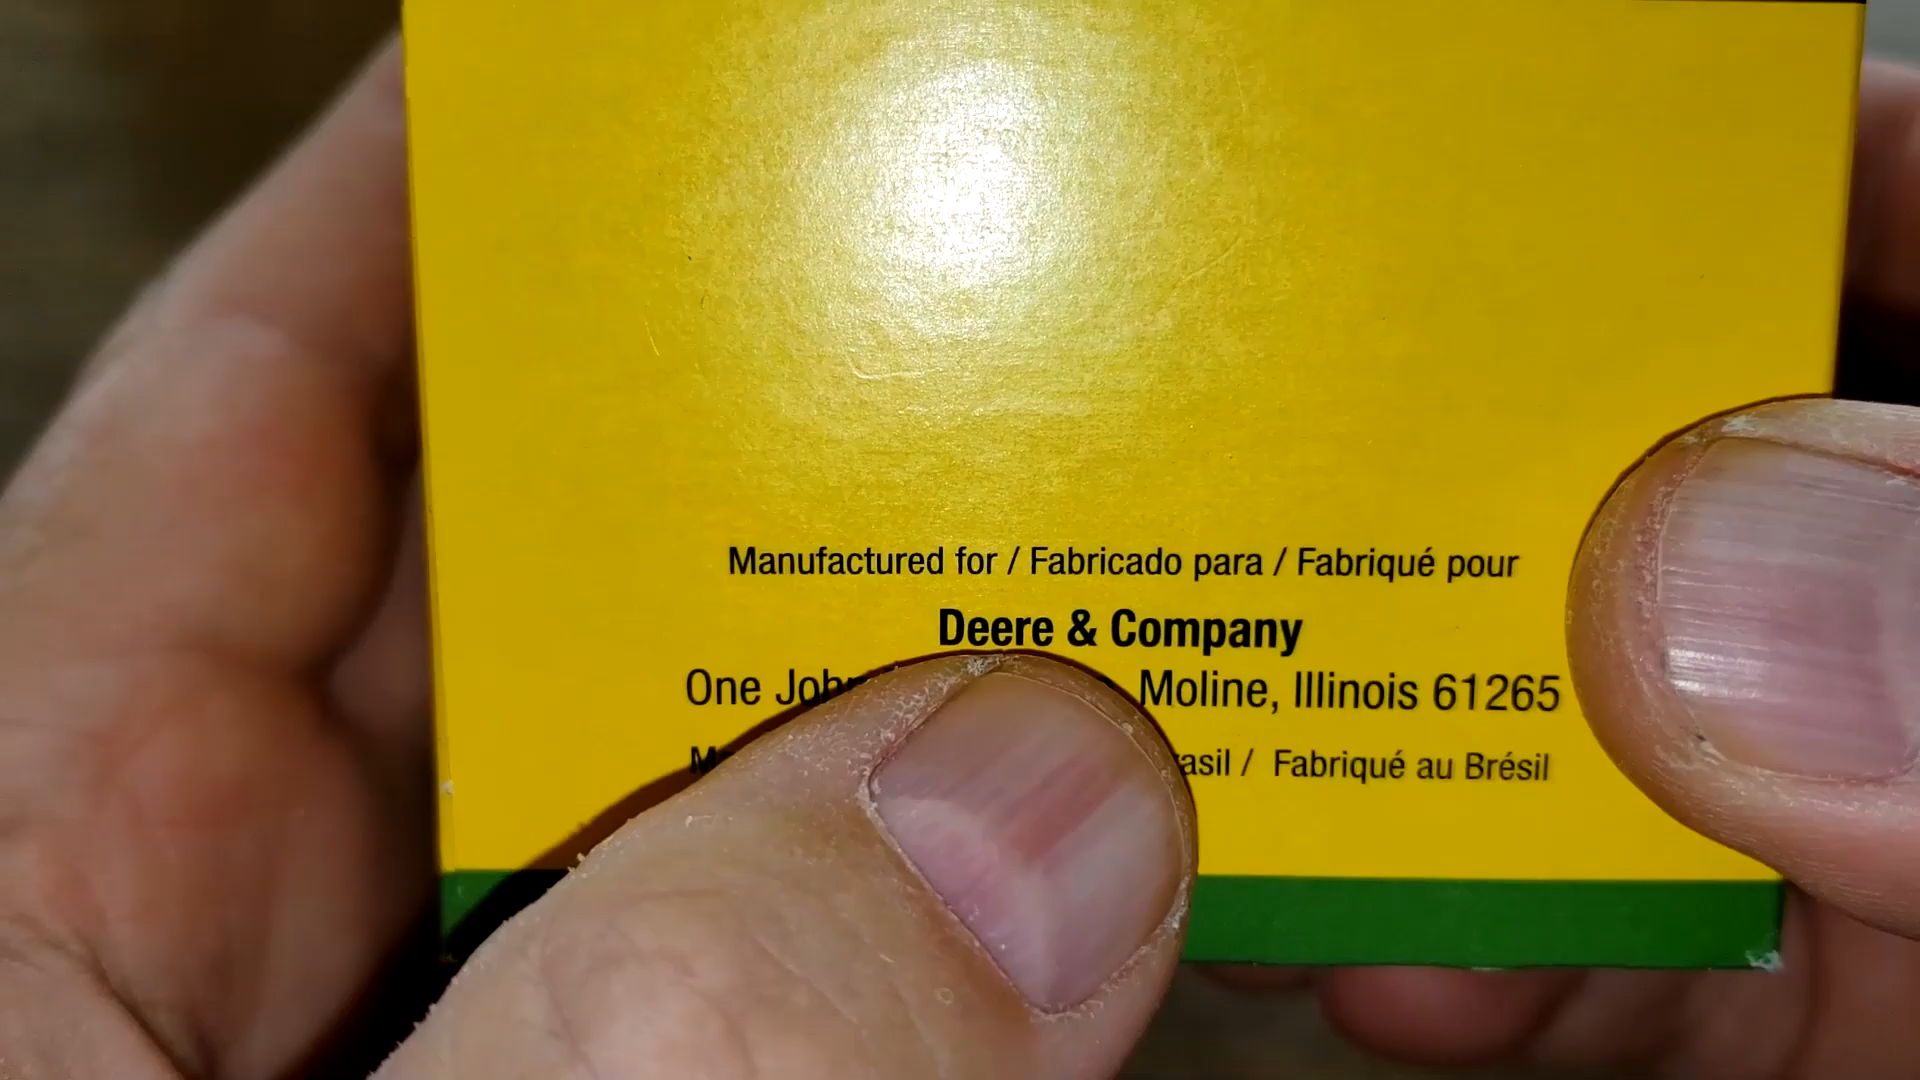 Manufactured for / Fabricado para / Fabriqué pour
Deere & Company
One Moline, Illinois 61265
/ Fabriqué au Brésil